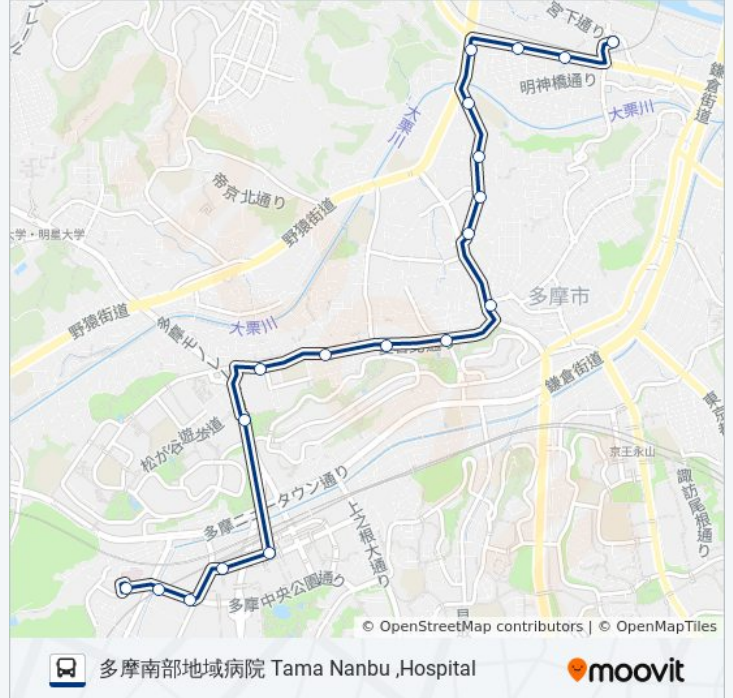 宮下通り
鎌倉街道
明神橋通り
大栗川
大栗川
帝京北通り
野猿街道
大学・明星大学
多摩市
野猿街道
大栗川
多摩モノレ
鎌倉街道
松が谷遊歩道
京王永山
諏訪尾根通り
多摩ニュータウン通り
上之根大通り
多摩中央公園通り
© OpenStreetMap contributors | © OpenMapTiles
多摩南部地域病院 Tama Nanbu ,Hospital
moovit